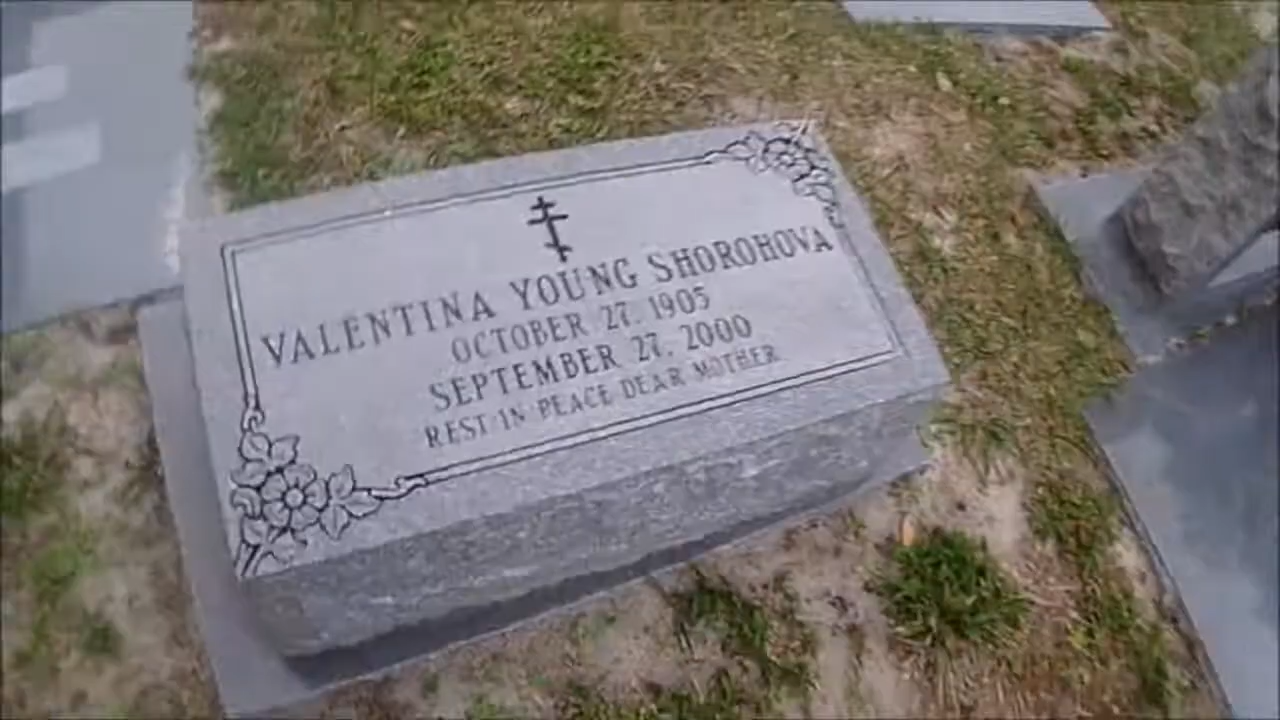 VALENTINA YOUNG SHOROHOVA
OCTOBER 27. 1905
SEPTEMBER 27. 2000
REST IN PEACE DEAR MOTHER